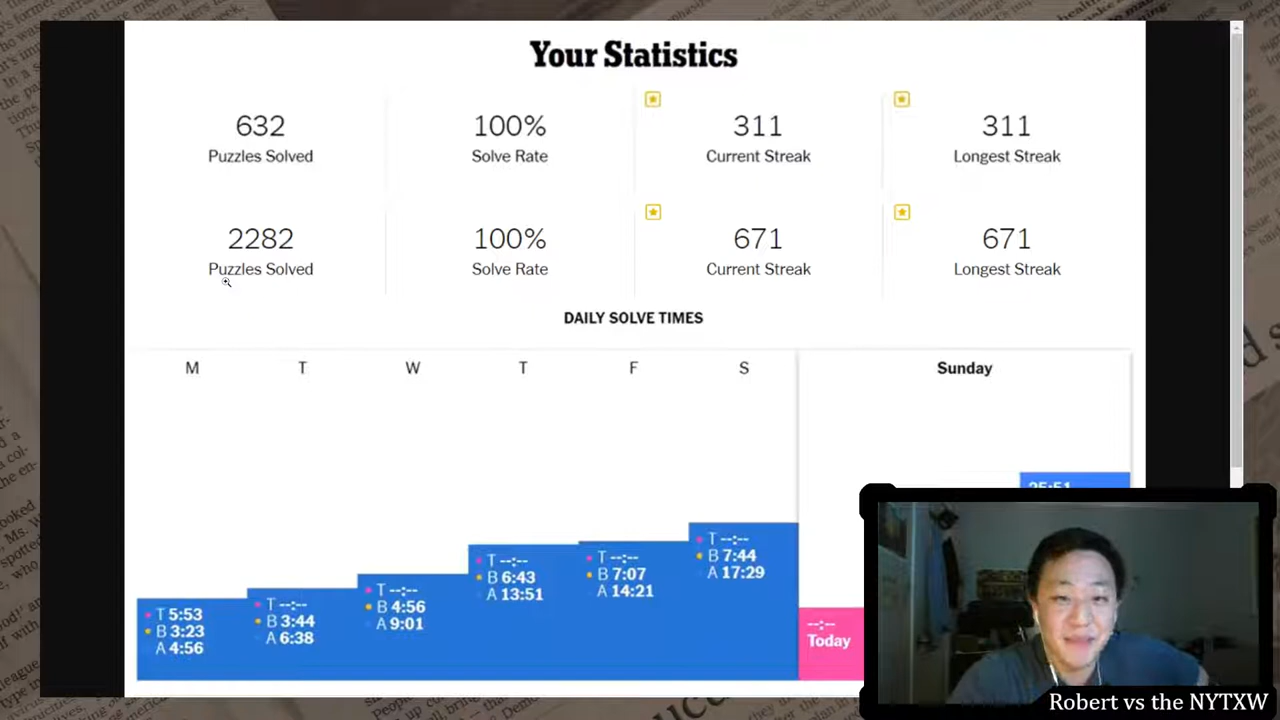 Your Statistics
632
100%
311
311
Puzzles Solved
Solve Rate
Current Streak
Longest Streak
2282
100%
671
671
Puzzles Solved
Solve Rate
Current Streak
Longest Streak
DAILY SOLVE TIMES
M
T
W
T
F
S
Sunday
T 5:53
B 3:23
A 4:56
T --:--
B 3:44
A 6:38
T --:--
B 4:56
A 9:01
T --:--
B 6:43
A 13:51
T --:--
B 7:07
A 14:21
T --:--
B 7:44
A 17:29
--:--
Today
Robert vs the NYTXW